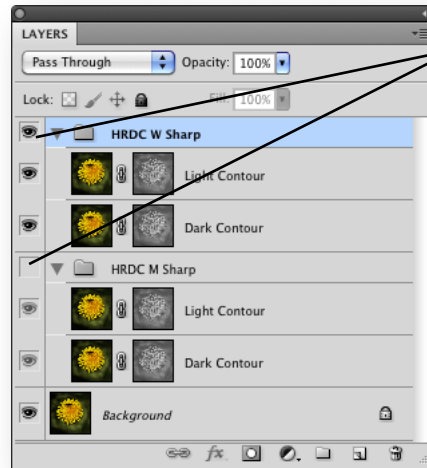 LAYERS
Pass Through Opacity: 100%
Lock: Fill: 100%
HRDC W Sharp
Light Contour
Dark Contour
HRDC M Sharp
Light Contour
Dark Contour
Background
fx.